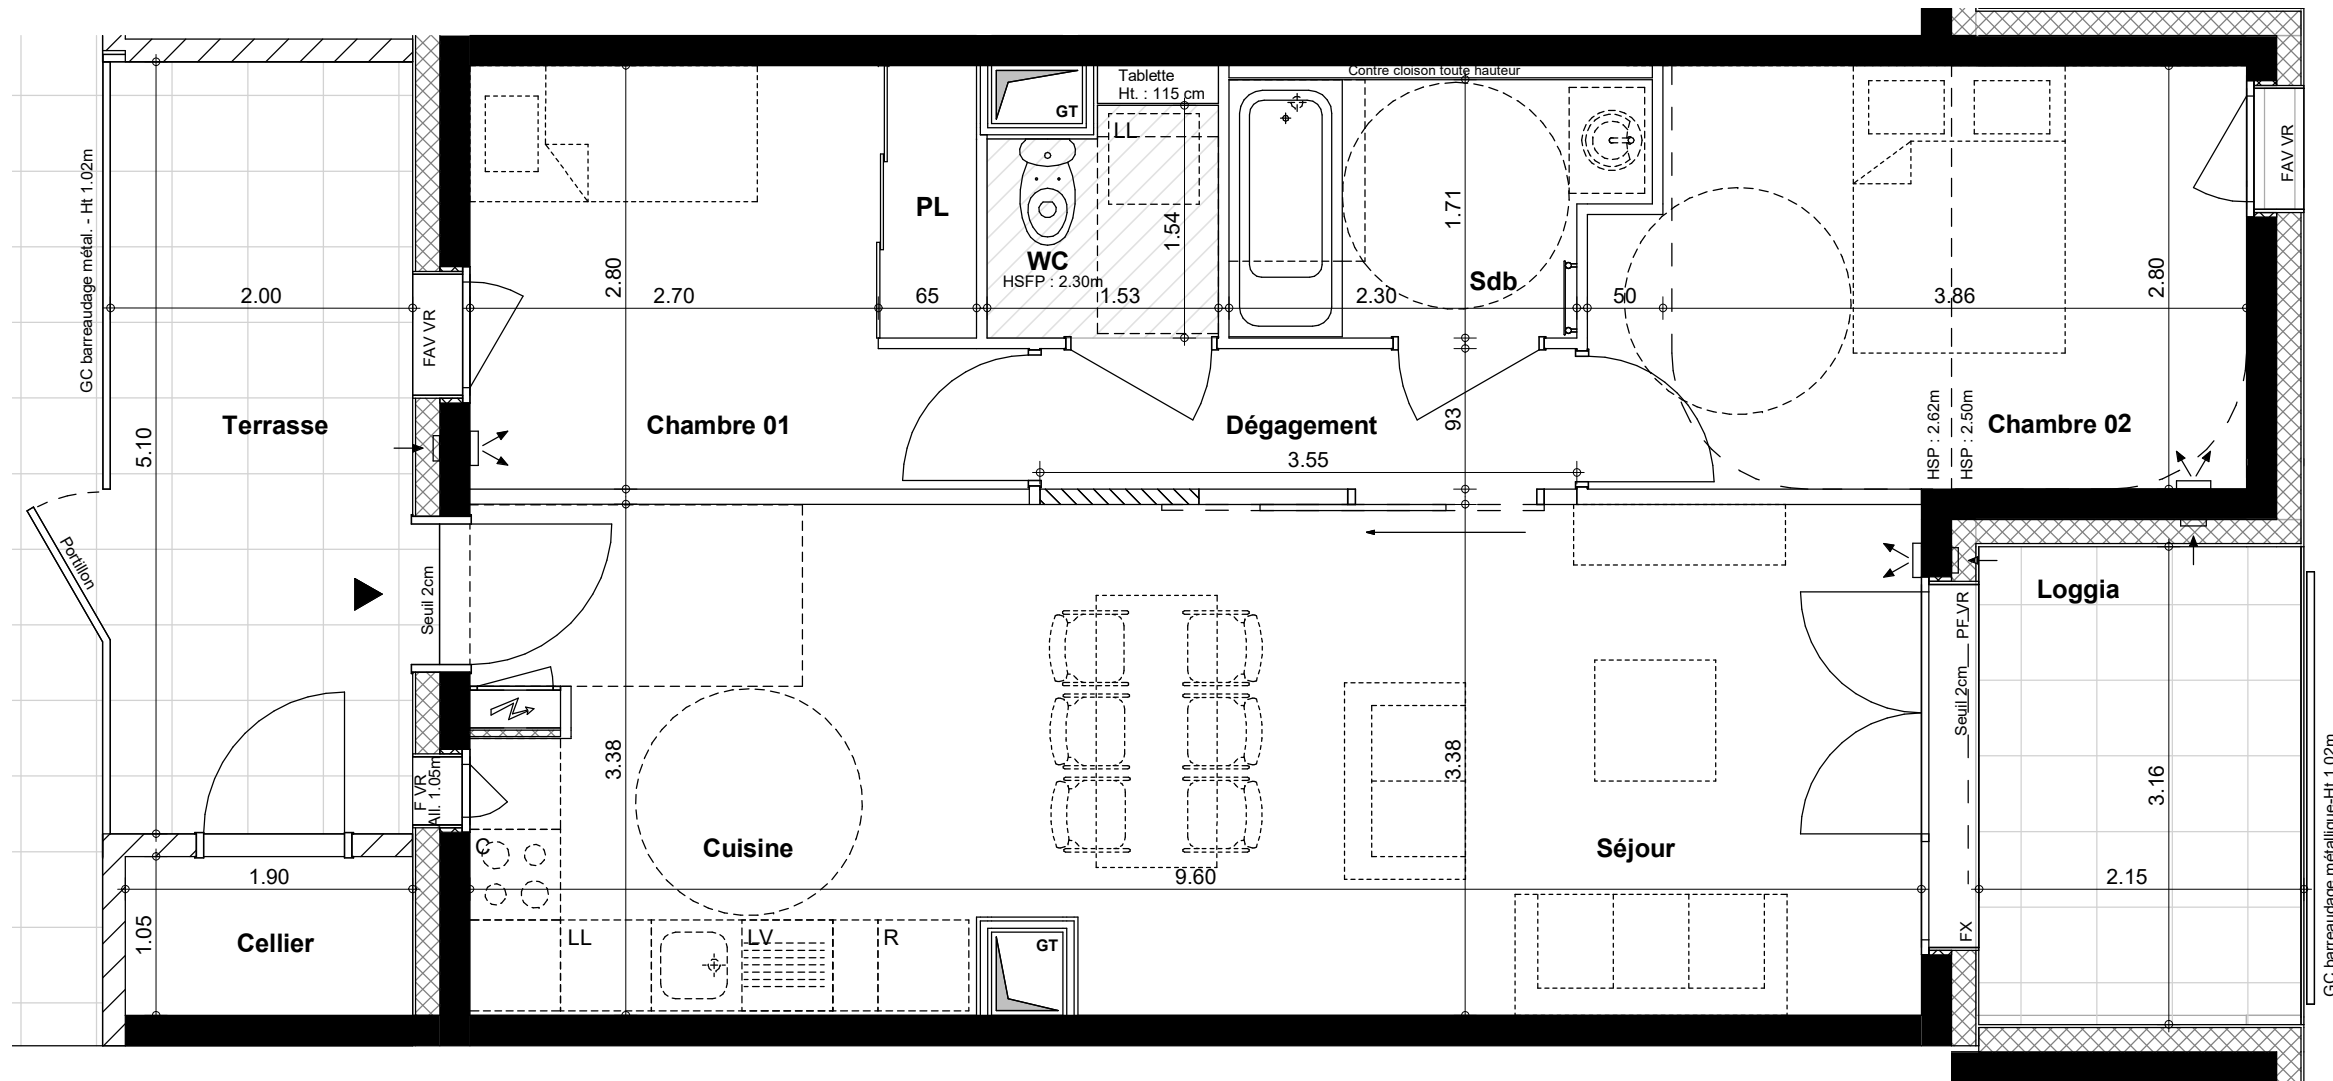 Contre cloison toute hauteur
Tablette
Ht. : 115 cm
GT
LL
GC barreaudage métal. - Ht 1.02m
FAV VR
PL
1.71
1.54
WC
HSFP : 2.30m
Sdb
2.80
2.80
2.00
2.70
65
1.53
2.30
50
3.86
FAV VR
Terrasse
Chambre 01
Dégagement
93
HSP : 2.62m
HSP : 2.50m
Chambre 02
5.10
3.55
Portillon
Seuil 2cm
Loggia
PF VR
Seuil 2cm
3.38
3.38
3.16
F VR
All. 1.05m
C
Cuisine
Séjour
1.90
9.60
2.15
GC barreaudage métallique-Ht 1.02m
1.05
Cellier
LL
LV
R
GT
FX